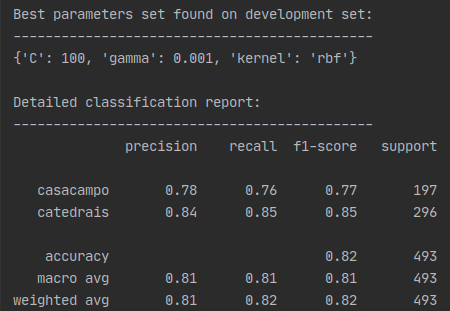 Best parameters set found on development set:
---------------------------------------------
{'C': 100, 'gamma': 0.001, 'kernel': 'rbf'}
Detailed classification report:
---------------------------------------------
precision recall f1-score support
casacampo 0.78 0.76 0.77 197
catedrais 0.84 0.85 0.85 296
accuracy 0.82 493
macro avg 0.81 0.81 0.81 493
weighted avg 0.81 0.82 0.82 493